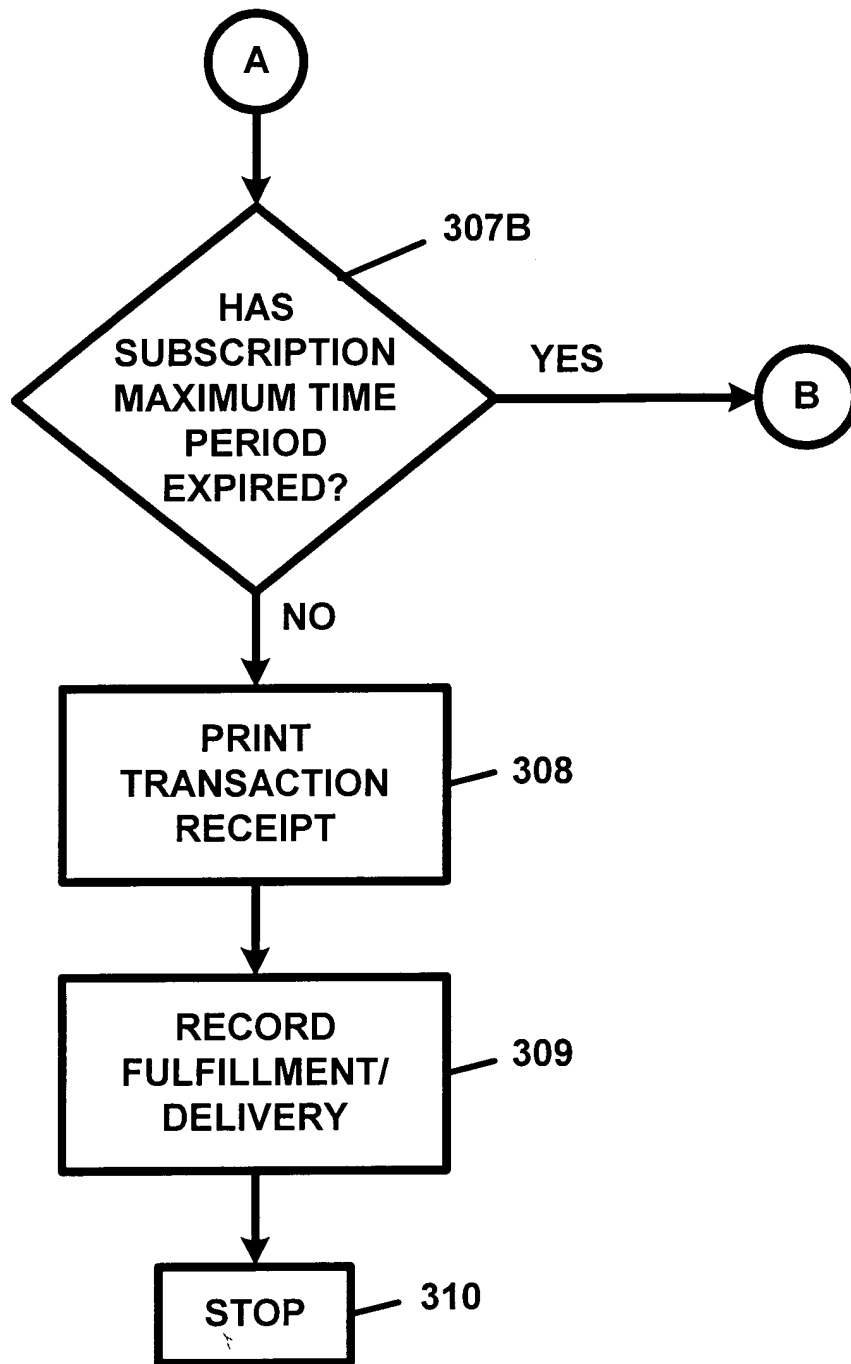 A
307B
HAS
SUBSCRIPTION
MAXIMUM TIME
PERIOD
EXPIRED?
YES
B
NO
PRINT
TRANSACTION
RECEIPT
308
RECORD
FULFILLMENT/
DELIVERY
309
STOP
310